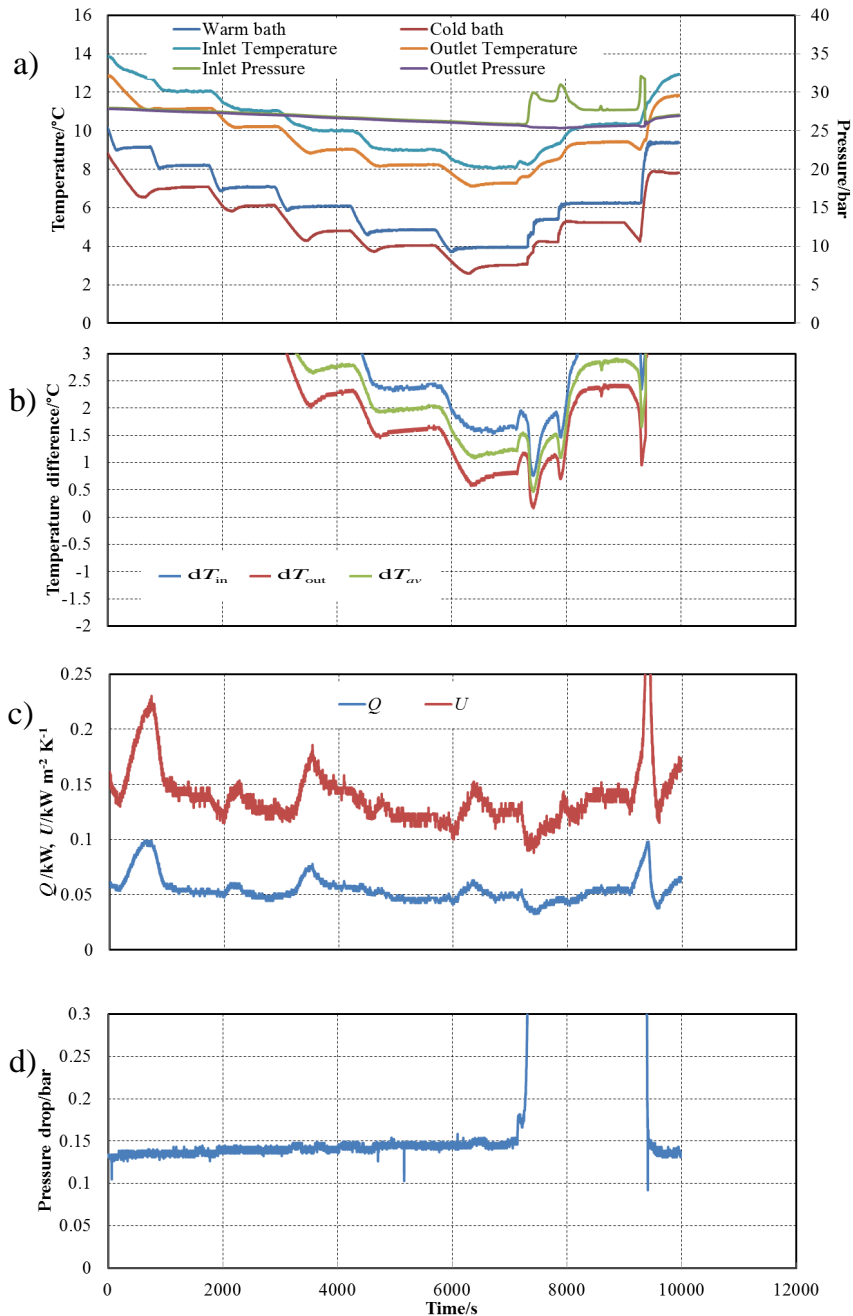 a)
Temperature/°C
16
14
12
10
8
6
4
2
0
Warm bath
Cold bath
Inlet Temperature
Outlet Temperature
Inlet Pressure
Outlet Pressure
40
35
30
25
20
15
10
5
0
Pressure/bar
b)
Temperature difference/°C
3
2.5
2
1.5
1
0.5
0
-0.5
-1
-1.5
-2
dTin
dTout
dTav
c)
Q/kW, U/kW m-2 K-1
0.25
0.2
0.15
0.1
0.05
0
Q
U
d)
Pressure drop/bar
0.3
0.25
0.2
0.15
0.1
0.05
0
0
2000
4000
6000
8000
10000
12000
Time/s